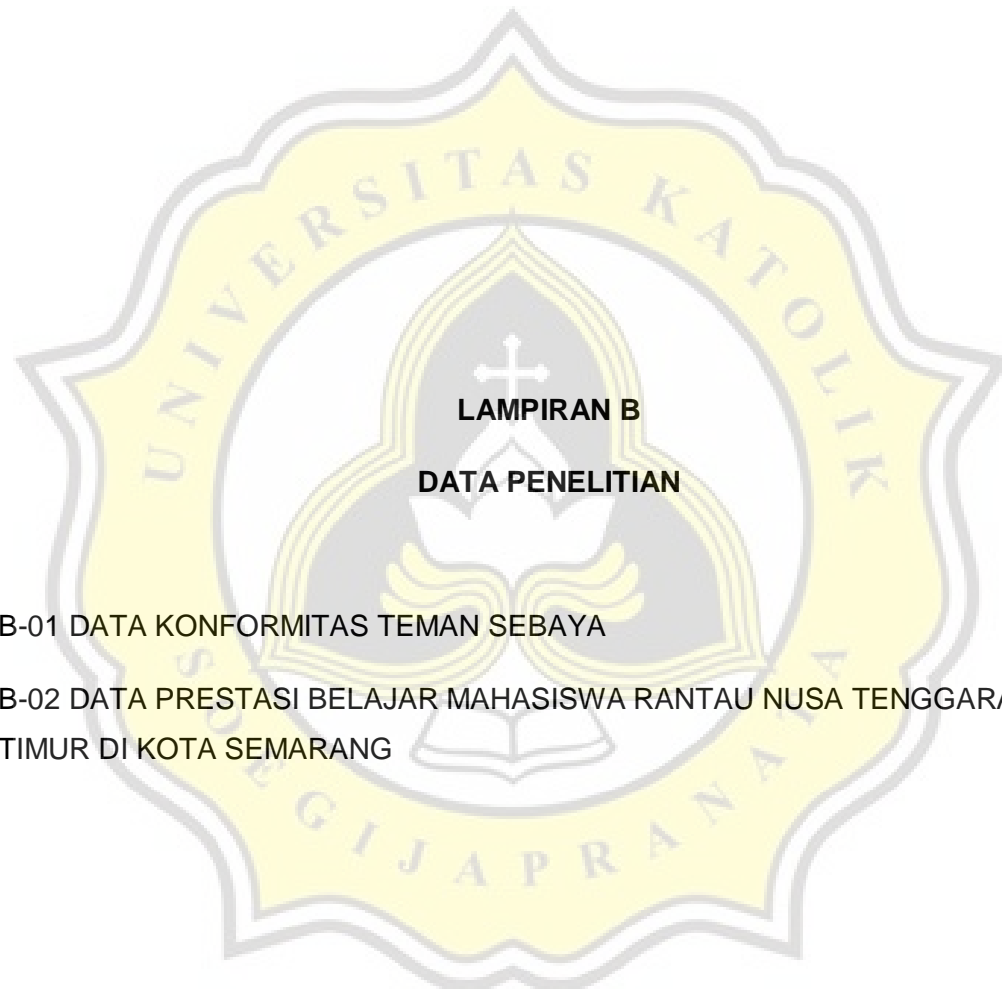 UNIVERSITAS KATOLIK
LAMPIRAN B
DATA PENELITIAN
B-01 DATA KONFORMITAS TEMAN SEBAYA
B-02 DATA PRESTASI BELAJAR MAHASISWA RANTAU NUSA TENGGARA
TIMUR DI KOTA SEMARANG
SOEGIJAPRANATA